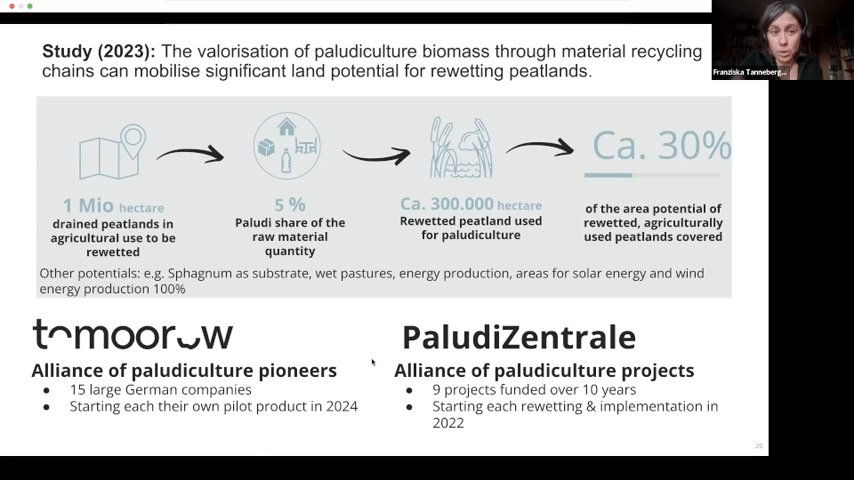 Study (2023): The valorisation of paludiculture biomass through material recycling
chains can mobilise significant land potential for rewetting peatlands.
Franziska Tanneberg...
1 Mio hectare
drained peatlands in
agricultural use to be
rewetted
5 %
Paludi share of the
raw material
quantity
Ca. 300.000 hectare
Rewetted peatland used
for paludiculture
Ca. 30%
of the area potential of
rewetted, agriculturally
used peatlands covered
Other potentials: e.g. Sphagnum as substrate, wet pastures, energy production, areas for solar energy and wind
energy production 100%
tomoorow
Alliance of paludiculture pioneers
● 15 large German companies
● Starting each their own pilot product in 2024
PaludiZentrale
Alliance of paludiculture projects
● 9 projects funded over 10 years
● Starting each rewetting & implementation in
2022
20